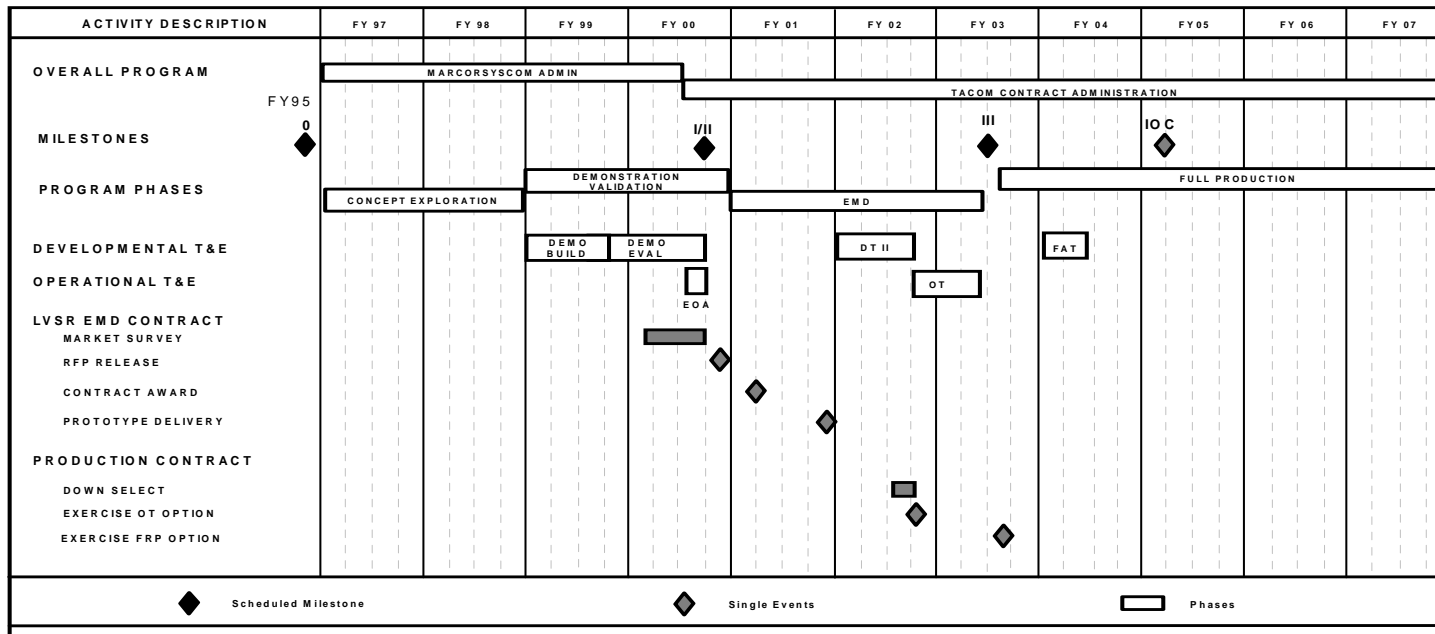 ACTIVITY DESCRIPTION FY 97 FY 98 FY 99 FY 00 FY 01 FY 02 FY 03 FY 04 FY 05 FY 06 FY 07
OVERALL PROGRAM MARCORSYSCOM ADMIN
TACOM CONTRACT ADMINISTRATION
FY95
MILESTONES 0 I/II III IOC
PROGRAM PHASES
DEMONSTRATION
VALIDATION
FULL PRODUCTION
CONCEPT EXPLORATION EMD
DEVELOPMENTAL T&E
DEMO
BUILD
DEMO
EVAL
DT II
FAT
OPERATIONAL T&E
EOA
OT
LVSR EMD CONTRACT
MARKET SURVEY
RFP RELEASE
CONTRACT AWARD
PROTOTYPE DELIVERY
PRODUCTION CONTRACT
DOWN SELECT
EXERCISE OT OPTION
EXERCISE FRP OPTION
Scheduled Milestone Single Events Phases